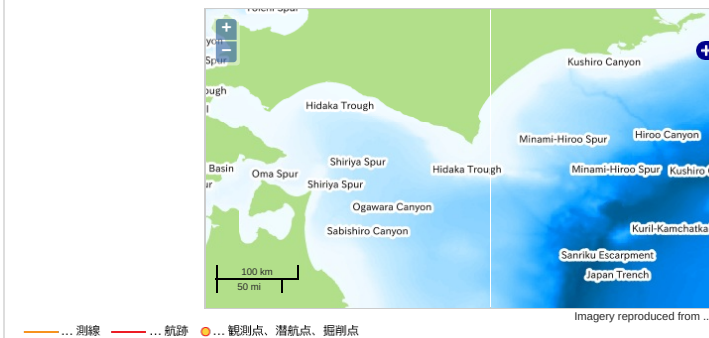 +
−
Kushiro Canyon
Hidaka Trough
Minami-Hiroo Spur
Hiroo Canyon
Shiriya Spur
Basin
Oma Spur
Hidaka Trough
Minami-Hiroo Spur
Kushiro
Shiriya Spur
Ogawara Canyon
Sabishiro Canyon
Kuril-Kamchatka
Sanriku Escarpment
Japan Trench
100 km
50 mi
Imagery reproduced from ..
... 測線 ... 航跡 ... 観測点、潜航点、掘削点